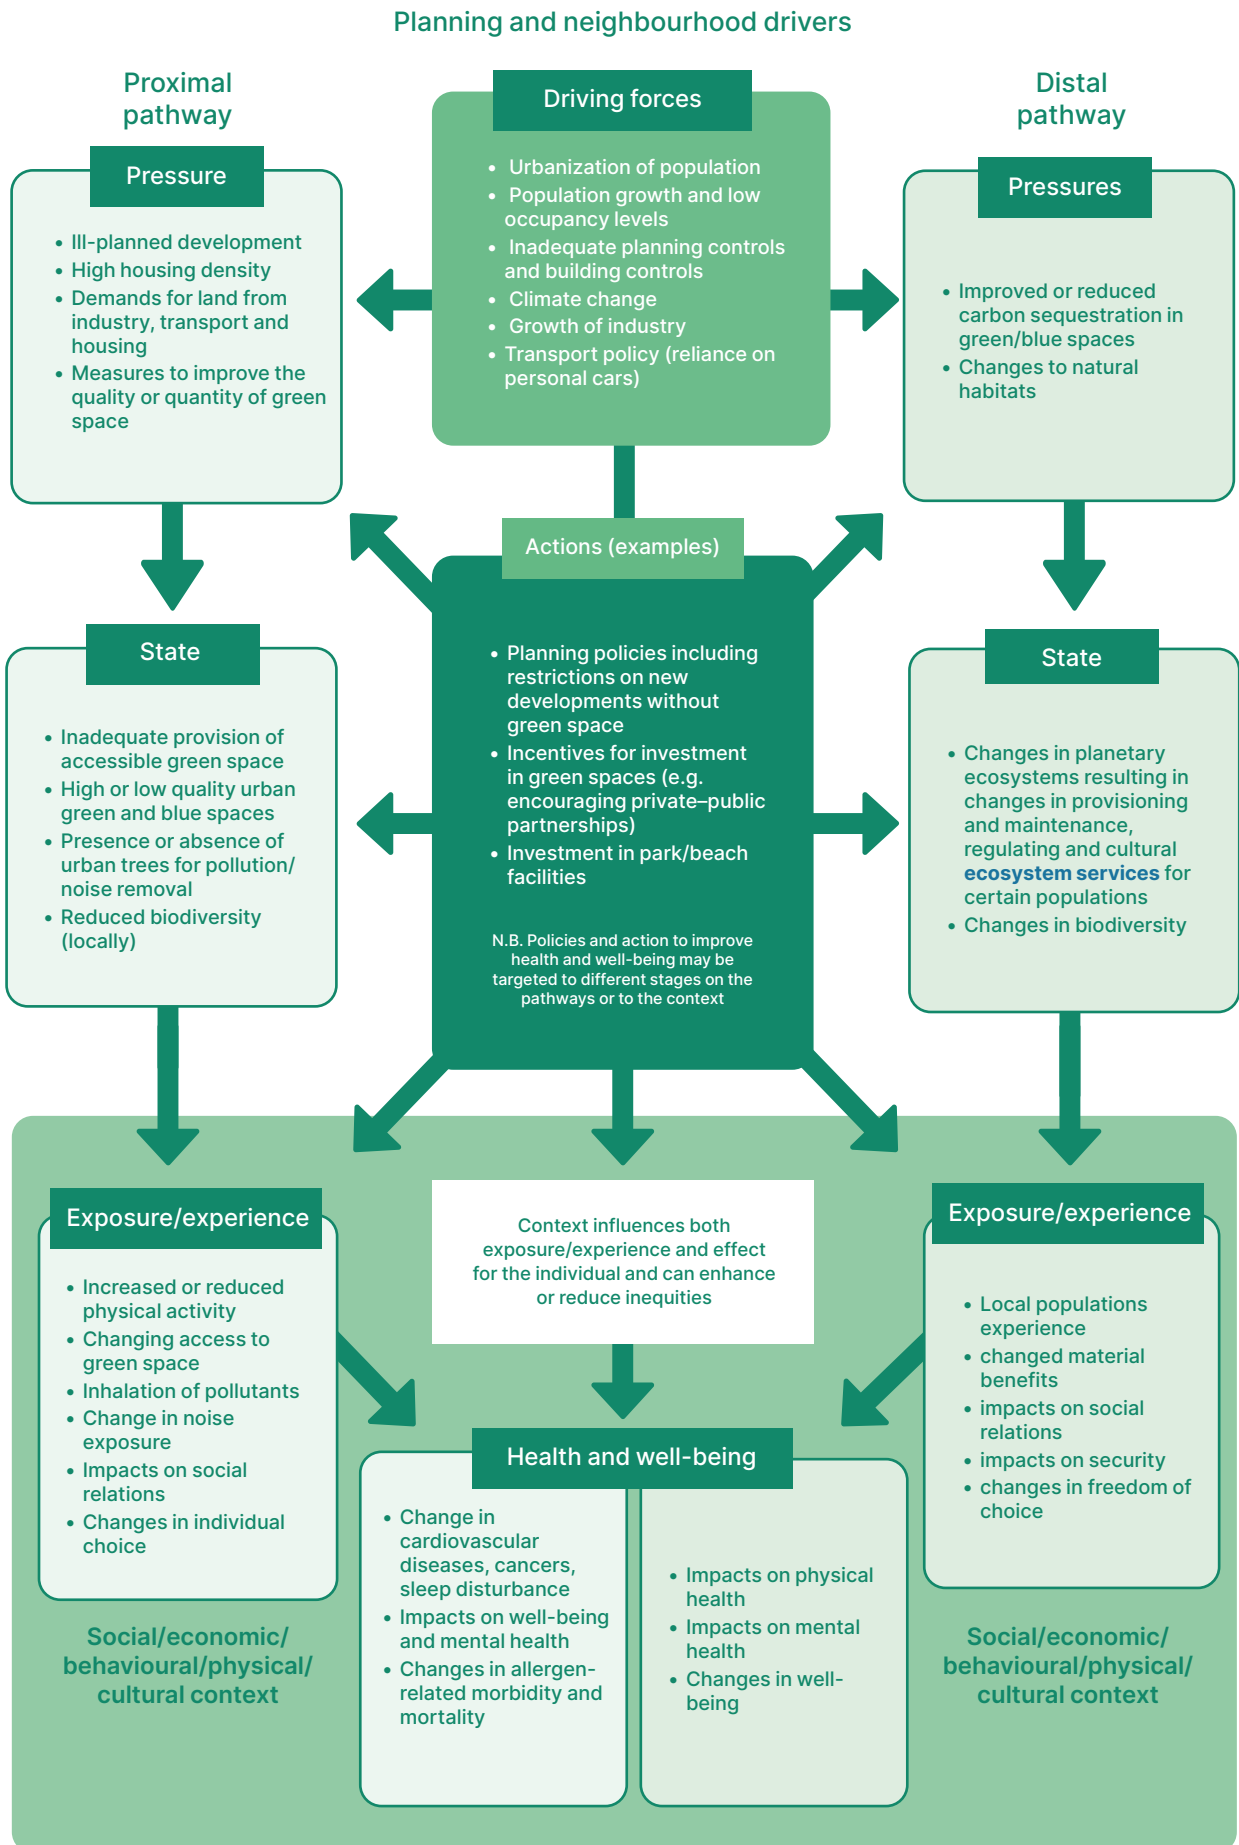 Planning and neighbourhood drivers
Proximal
pathway
Pressure
• Ill-planned development
• High housing density
• Demands for land from
industry, transport and
housing
• Measures to improve the
quality or quantity of green
space
Driving forces
• Urbanization of population
• Population growth and low
occupancy levels
• Inadequate planning controls
and building controls
• Climate change
• Growth of industry
• Transport policy (reliance on
personal cars)
Distal
pathway
Pressures
• Improved or reduced
carbon sequestration in
green/blue spaces
• Changes to natural
habitats
State
• Inadequate provision of
accessible green space
• High or low quality urban
green and blue spaces
• Presence or absence of
urban trees for pollution/
noise removal
• Reduced biodiversity
(locally)
Actions (examples)
• Planning policies including
restrictions on new
developments without
green space
• Incentives for investment
in green spaces (e.g.
encouraging private–public
partnerships)
• Investment in park/beach
facilities
N.B. Policies and action to improve
health and well-being may be
targeted to different stages on the
pathways or to the context
State
• Changes in planetary
ecosystems resulting in
changes in provisioning
and maintenance,
regulating and cultural
ecosystem services for
certain populations
• Changes in biodiversity
Exposure/experience
• Increased or reduced
physical activity
• Changing access to
green space
• Inhalation of pollutants
• Change in noise
exposure
• Impacts on social
relations
• Changes in individual
choice
Social/economic/
behavioural/physical/
cultural context
Context influences both
exposure/experience and effect
for the individual and can enhance
or reduce inequities
Health and well-being
• Change in
cardiovascular
diseases, cancers,
sleep disturbance
• Impacts on well-being
and mental health
• Changes in allergen-
related morbidity and
mortality
• Impacts on physical
health
• Impacts on mental
health
• Changes in well-
being
Exposure/experience
• Local populations
experience
• changed material
benefits
• impacts on social
relations
• impacts on security
• changes in freedom of
choice
Social/economic/
behavioural/physical/
cultural context